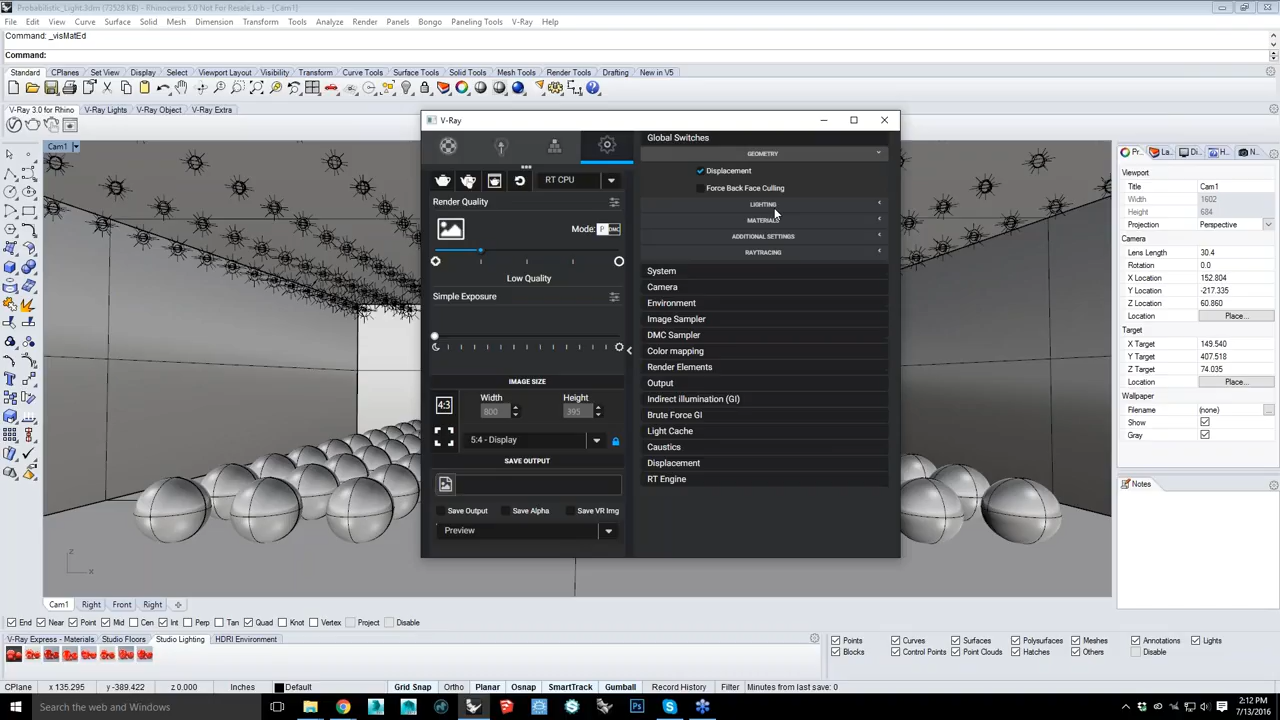 Probabilistic_Light.3dm (73528 KB) - Rhinoceros 5.0 Not For Resale Lab - [Cam1]
File Edit View Curve Surface Solid Mesh Dimension Transform Tools Analyze Render Panels Bongo Paneling Tools V-Ray Help
Command: _visMatEd
Command:
Standard CPlanes Set View Display Select Viewport Layout Visibility Transform Curve Tools Surface Tools Solid Tools Mesh Tools Render Tools Drafting New in V5
V-Ray 3.0 for Rhino V-Ray Lights V-Ray Object V-Ray Extra
Cam1
V-Ray
RT CPU
Render Quality
Mode:
DMC
Low Quality
Simple Exposure
IMAGE SIZE
4:3
Width Height
800 395
5:4 - Display
SAVE OUTPUT
Save Output Save Alpha Save VR Img
Preview
Global Switches
GEOMETRY
Displacement
Force Back Face Culling
LIGHTING
MATERIALS
ADDITIONAL SETTINGS
RAYTRACING
System
Camera
Environment
Image Sampler
DMC Sampler
Color mapping
Render Elements
Output
Indirect illumination (GI)
Brute Force GI
Light Cache
Caustics
Displacement
RT Engine
Pr... La... Di... H... N...
Viewport
Title Cam1
Width 1602
Height 684
Projection Perspective
Camera
Lens Length 30.4
Rotation 0.0
X Location 152.804
Y Location -217.335
Z Location 60.860
Location Place...
Target
X Target 149.540
Y Target 407.518
Z Target 74.035
Location Place...
Wallpaper
Filename (none)
Show
Gray
Notes
z
x
Cam1 Right Front Right
End Near Point Mid Cen Int Perp Tan Quad Knot Vertex Project Disable
V-Ray Express - Materials Studio Floors Studio Lighting HDRI Environment
Points Curves Surfaces Polysurfaces Meshes Annotations Lights
Blocks Control Points Point Clouds Hatches Others Disable
CPlane x 135.295 y -389.422 z 0.000 Inches Default Grid Snap Ortho Planar Osnap SmartTrack Gumball Record History Filter Minutes from last save: 0
Search the web and Windows
2:12 PM
7/13/2016